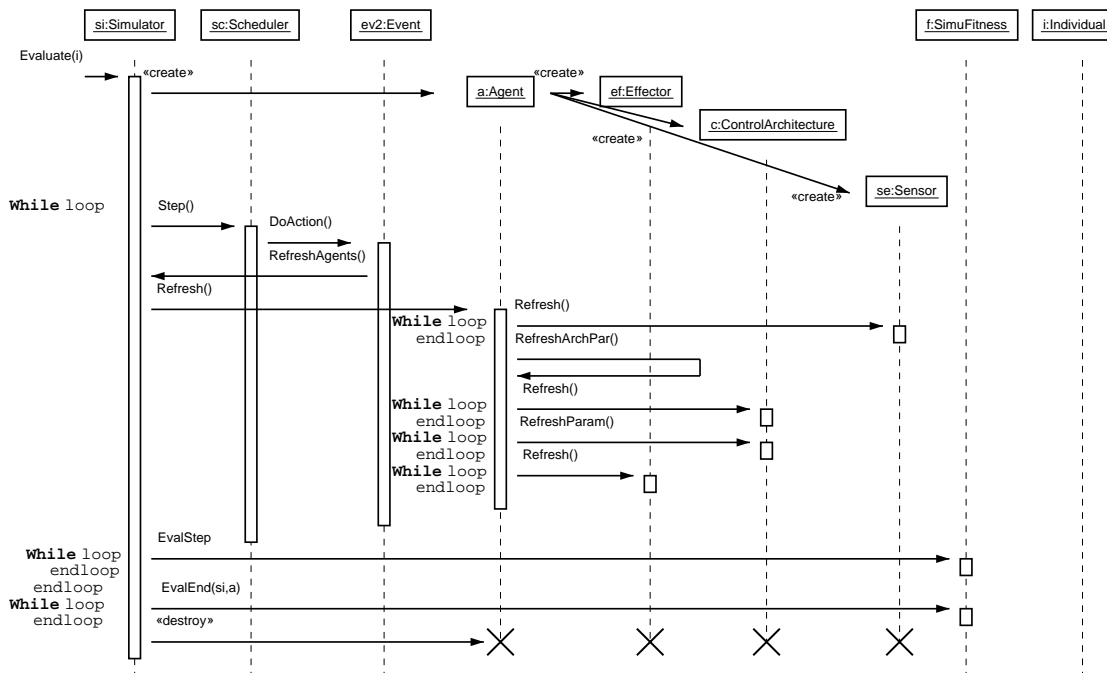 si:Simulator
sc:Scheduler
ev2:Event
f:SimuFitness
i:Individual
Evaluate(i)
«create»
«create»
a:Agent
ef:Effector
c:ControlArchitecture
«create»
«create»
se:Sensor
While loop
Step()
DoAction()
RefreshAgents()
Refresh()
Refresh()
While loop
endloop
RefreshArchPar()
Refresh()
While loop
endloop
RefreshParam()
While loop
endloop
Refresh()
While loop
endloop
EvalStep
While loop
endloop
endloop
EvalEnd(si,a)
While loop
endloop
«destroy»